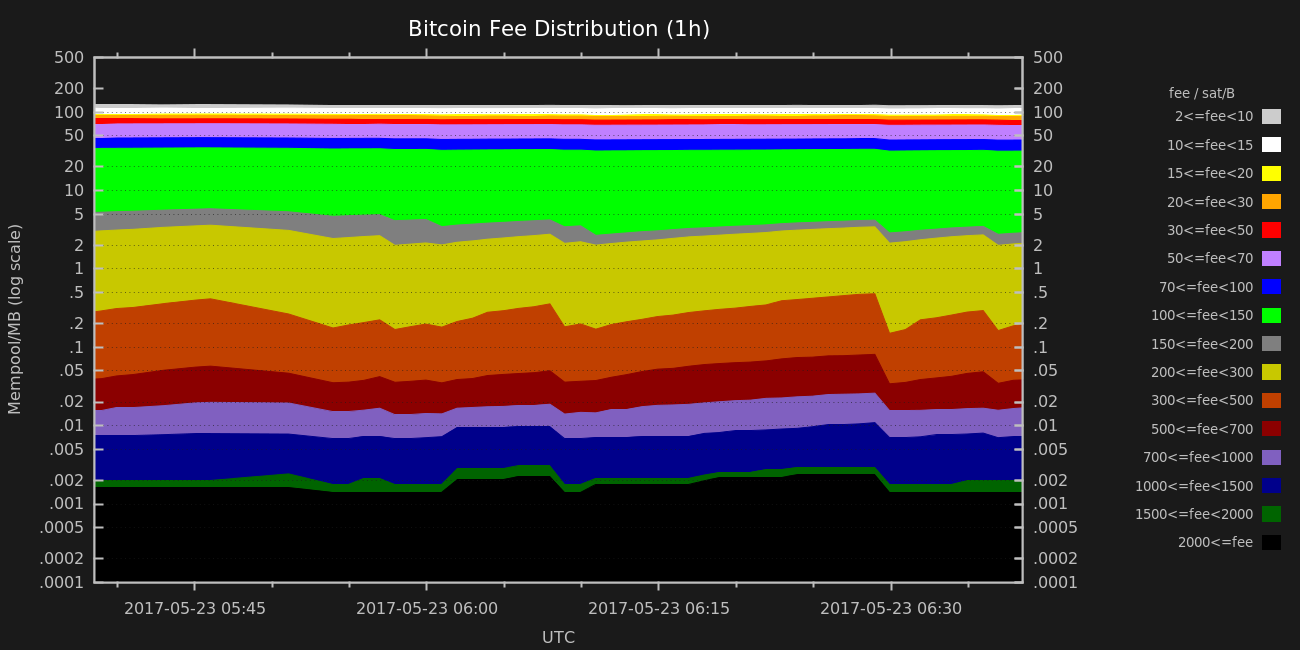 Bitcoin Fee Distribution (1h)
Mempool/MB (log scale)
500
200
100
50
20
10
5
2
1
.5
.2
.1
.05
.02
.01
.005
.002
.001
.0005
.0002
.0001
500
200
100
50
20
10
5
2
1
.5
.2
.1
.05
.02
.01
.005
.002
.001
.0005
.0002
.0001
2017-05-23 05:45 2017-05-23 06:00 2017-05-23 06:15 2017-05-23 06:30
UTC
fee / sat/B
2<=fee<10
10<=fee<15
15<=fee<20
20<=fee<30
30<=fee<50
50<=fee<70
70<=fee<100
100<=fee<150
150<=fee<200
200<=fee<300
300<=fee<500
500<=fee<700
700<=fee<1000
1000<=fee<1500
1500<=fee<2000
2000<=fee